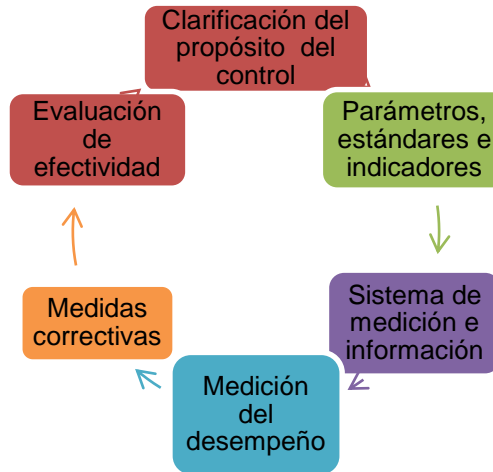 Clarificación del
propósito del
control
Parámetros,
estándares e
indicadores
Sistema de
medición e
información
Medición
del
desempeño
Medidas
correctivas
Evaluación
de
efectividad